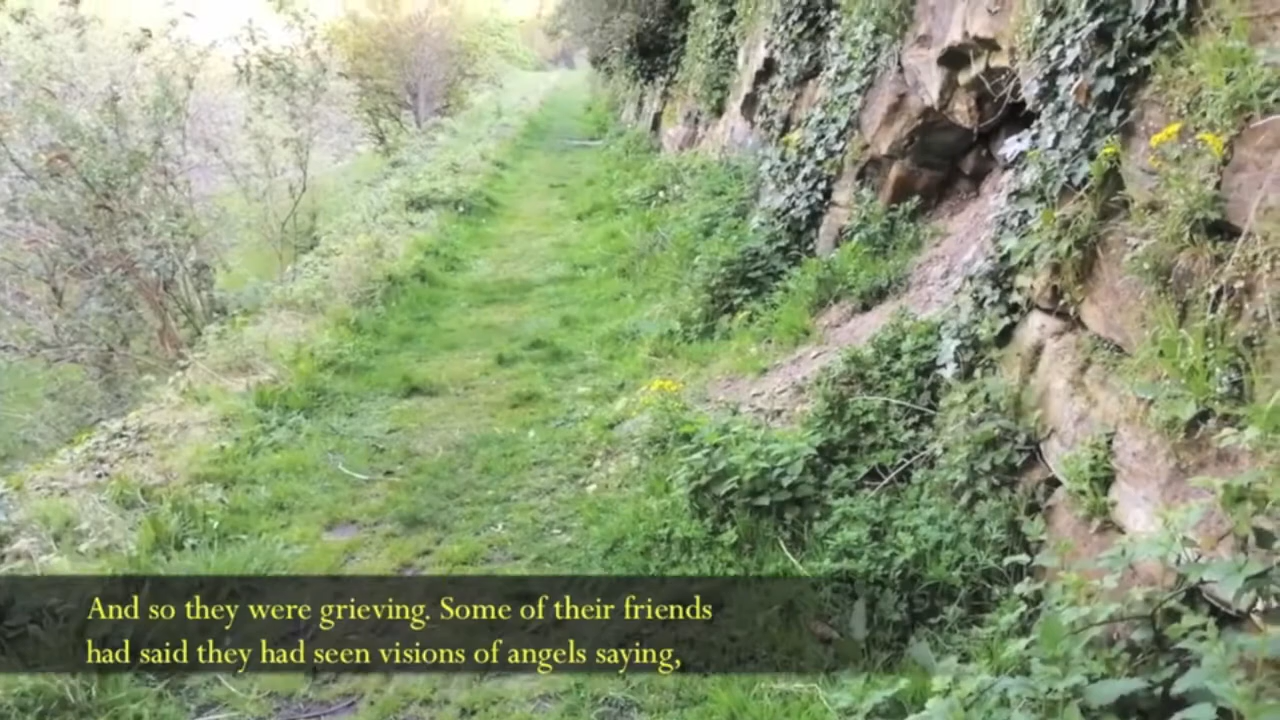 And so they were grieving. Some of their friends
had said they had seen visions of angels saying,